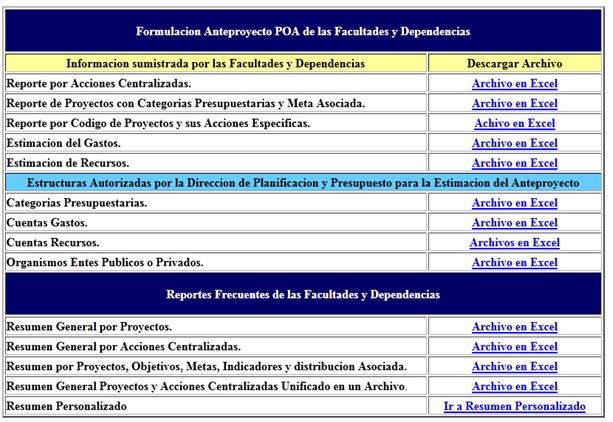 Formulacion Anteproyecto POA de las Facultades y Dependencias
Informacion sumistrada por las Facultades y Dependencias Descargar Archivo
Reporte por Acciones Centralizadas. Archivo en Excel
Reporte de Proyectos con Categorias Presupuestarias y Meta Asociada. Archivo en Excel
Reporte por Codigo de Proyectos y sus Acciones Especificas. Achivo en Excel
Estimacion del Gastos. Archivo en Excel
Estimacion de Recursos. Archivo en Excel
Estructuras Autorizadas por la Direccion de Planificacion y Presupuesto para la Estimacion del Anteproyecto
Categorias Presupuestarias. Archivo en Excel
Cuentas Gastos. Archivo en Excel
Cuentas Recursos. Archivos en Excel
Organismos Entes Publicos o Privados. Archivo en Excel
Reportes Frecuentes de las Facultades y Dependencias
Resumen General por Proyectos. Archivo en Excel
Resumen General por Acciones Centralizadas. Archivo en Excel
Resumen por Proyectos, Objetivos, Metas, Indicadores y distribucion Asociada. Archivo en Excel
Resumen General Proyectos y Acciones Centralizadas Unificado en un Archivo. Archivo en Excel
Resumen Personalizado Ir a Resumen Personalizado